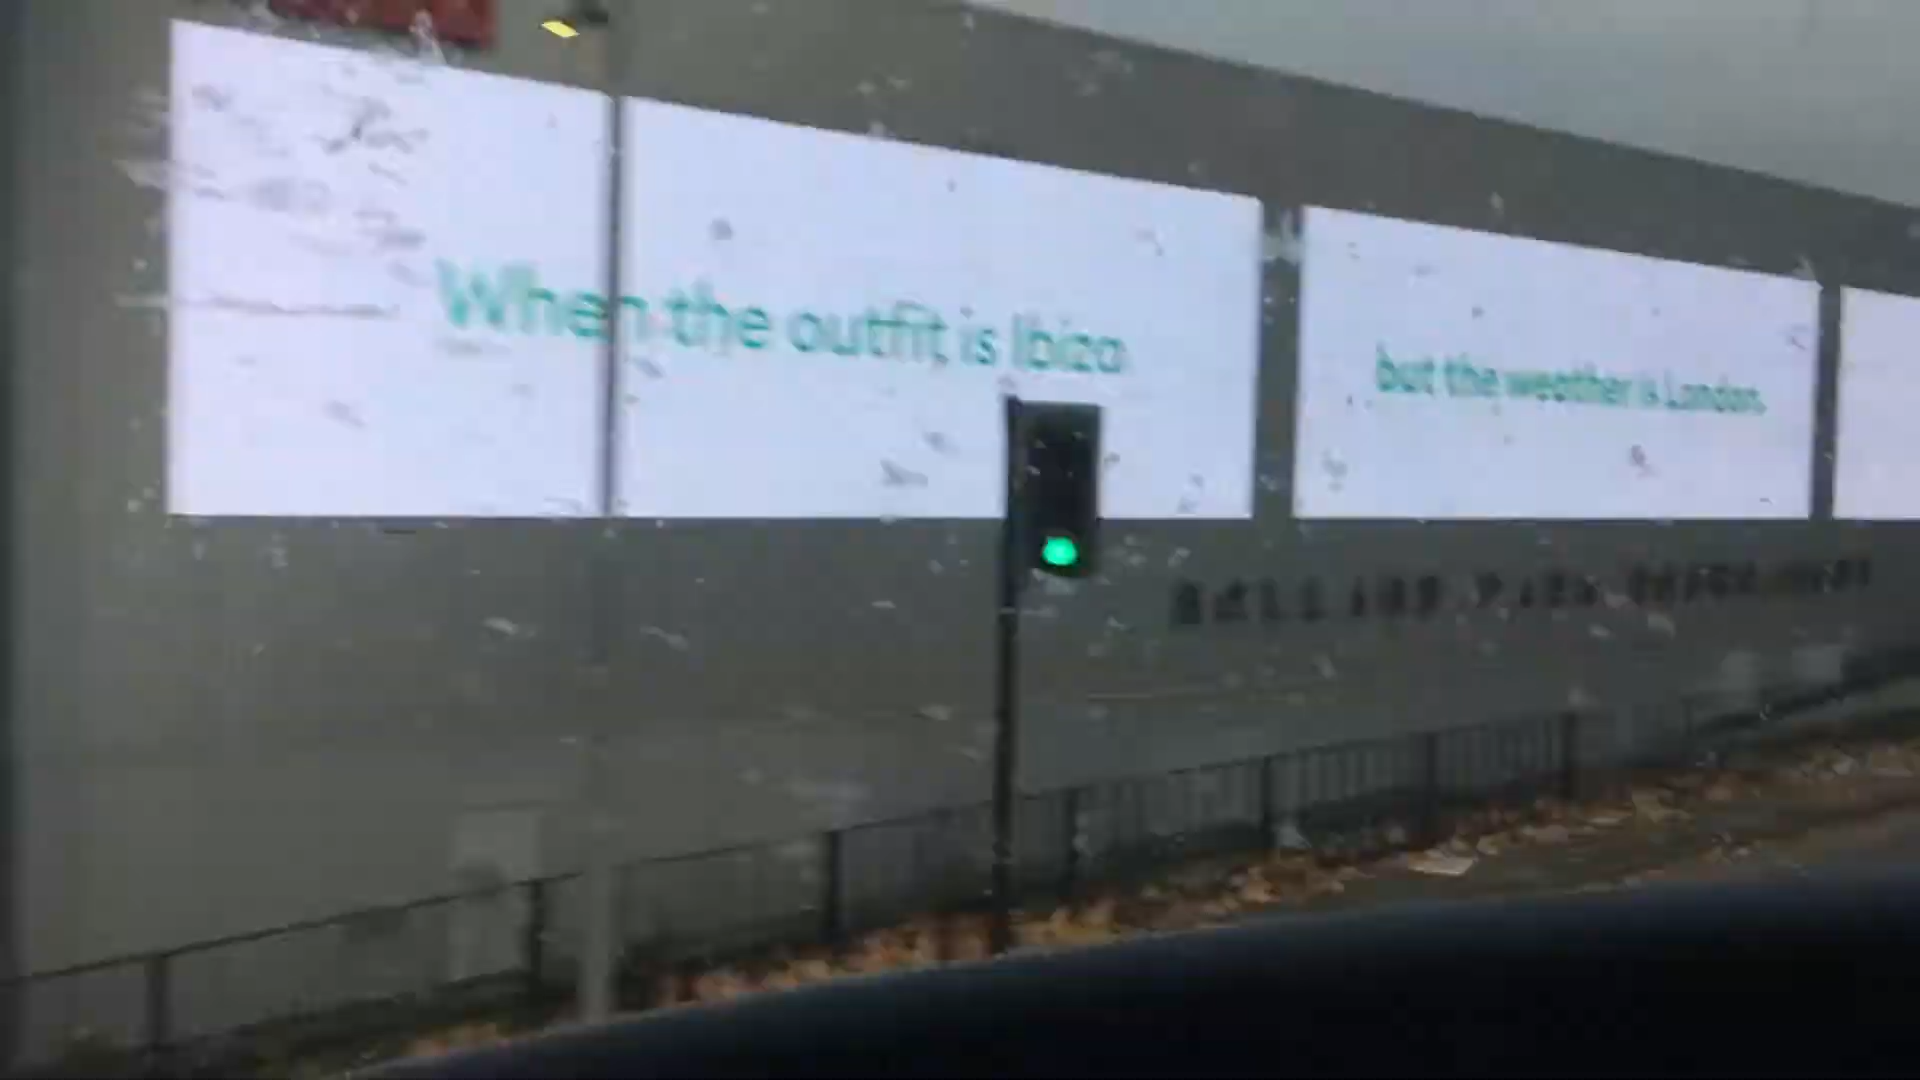 When the outfit is Ibiza
but the weather is London.